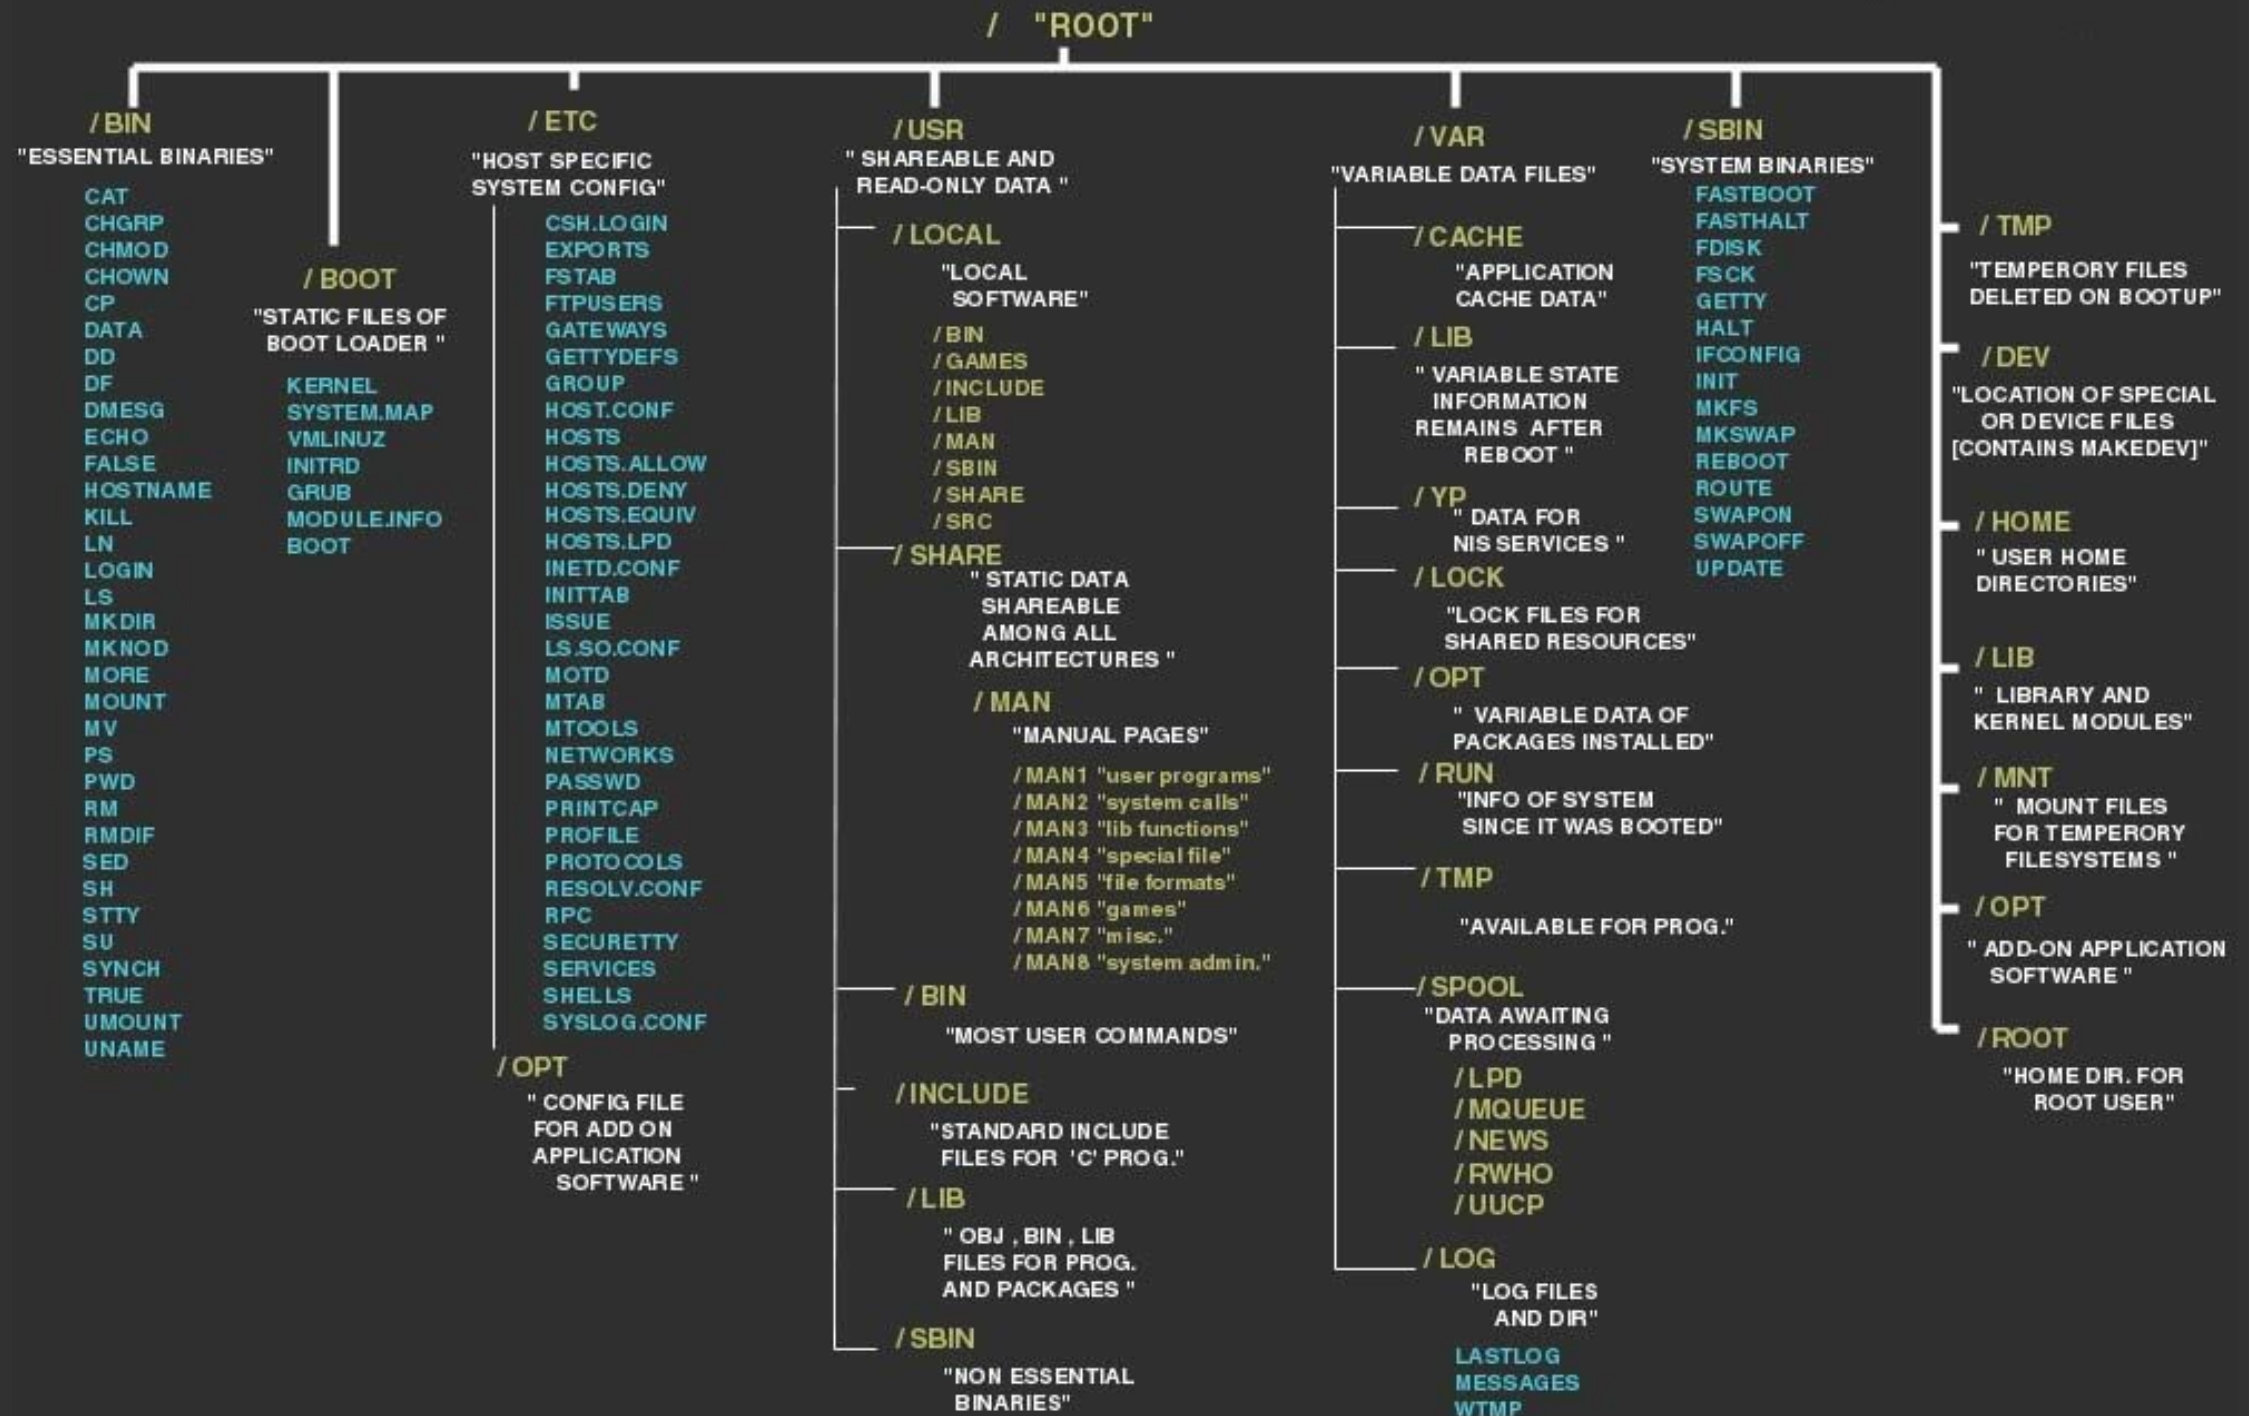 / "ROOT"
/BIN
"ESSENTIAL BINARIES"
CAT
CHGRP
CHMOD
CHOWN
CP
DATA
DD
DF
DMESG
ECHO
FALSE
HOSTNAME
KILL
LN
LOGIN
LS
MKDIR
MKNOD
MORE
MOUNT
MV
PS
PWD
RM
RMDIF
SED
SH
STTY
SU
SYNCH
TRUE
UMOUNT
UNAME
/BOOT
"STATIC FILES OF
BOOT LOADER "
KERNEL
SYSTEM.MAP
VMLINUZ
INITRD
GRUB
MODULE.INFO
BOOT
/ETC
"HOST SPECIFIC
SYSTEM CONFIG"
CSH.LOGIN
EXPORTS
FSTAB
FTPUSERS
GATEWAYS
GETTYDEFS
GROUP
HOST.CONF
HOSTS
HOSTS.ALLOW
HOSTS.DENY
HOSTS.EQUIV
HOSTS.LPD
INETD.CONF
INITTAB
ISSUE
LS.SO.CONF
MOTD
MTAB
MTOOLS
NETWORKS
PASSWD
PRINTCAP
PROFILE
PROTOCOLS
RESOLV.CONF
RPC
SECURETTY
SERVICES
SHELLS
SYSLOG.CONF
/OPT
" CONFIG FILE
FOR ADD ON
APPLICATION
SOFTWARE "
/USR
" SHAREABLE AND
READ-ONLY DATA "
/LOCAL
"LOCAL
SOFTWARE"
/BIN
/GAMES
/INCLUDE
/LIB
/MAN
/SBIN
/SHARE
/SRC
/SHARE
" STATIC DATA
SHAREABLE
AMONG ALL
ARCHITECTURES "
/MAN
"MANUAL PAGES"
/MAN1 "user programs"
/MAN2 "system calls"
/MAN3 "lib functions"
/MAN4 "special file"
/MAN5 "file formats"
/MAN6 "games"
/MAN7 "misc."
/MAN8 "system admin."
/BIN
"MOST USER COMMANDS"
/INCLUDE
"STANDARD INCLUDE
FILES FOR 'C' PROG."
/LIB
" OBJ , BIN , LIB
FILES FOR PROG.
AND PACKAGES "
/SBIN
"NON ESSENTIAL
BINARIES"
/VAR
"VARIABLE DATA FILES"
/CACHE
"APPLICATION
CACHE DATA"
/LIB
" VARIABLE STATE
INFORMATION
REMAINS AFTER
REBOOT "
/YP
" DATA FOR
NIS SERVICES "
/LOCK
"LOCK FILES FOR
SHARED RESOURCES"
/OPT
" VARIABLE DATA OF
PACKAGES INSTALLED"
/RUN
"INFO OF SYSTEM
SINCE IT WAS BOOTED"
/TMP
"AVAILABLE FOR PROG."
/SPOOL
"DATA AWAITING
PROCESSING "
/LPD
/MQUEUE
/NEWS
/RWHO
/UUCP
/LOG
"LOG FILES
AND DIR"
LASTLOG
MESSAGES
WTMP
/SBIN
"SYSTEM BINARIES"
FASTBOOT
FASTHALT
FDISK
FSCK
GETTY
HALT
IFCONFIG
INIT
MKFS
MKSWAP
REBOOT
ROUTE
SWAPON
SWAPOFF
UPDATE
/TMP
"TEMPERORY FILES
DELETED ON BOOTUP"
/DEV
"LOCATION OF SPECIAL
OR DEVICE FILES
[CONTAINS MAKEDEV]"
/HOME
" USER HOME
DIRECTORIES"
/LIB
" LIBRARY AND
KERNEL MODULES"
/MNT
" MOUNT FILES
FOR TEMPERORY
FILESYSTEMS "
/OPT
" ADD-ON APPLICATION
SOFTWARE "
/ROOT
"HOME DIR. FOR
ROOT USER"